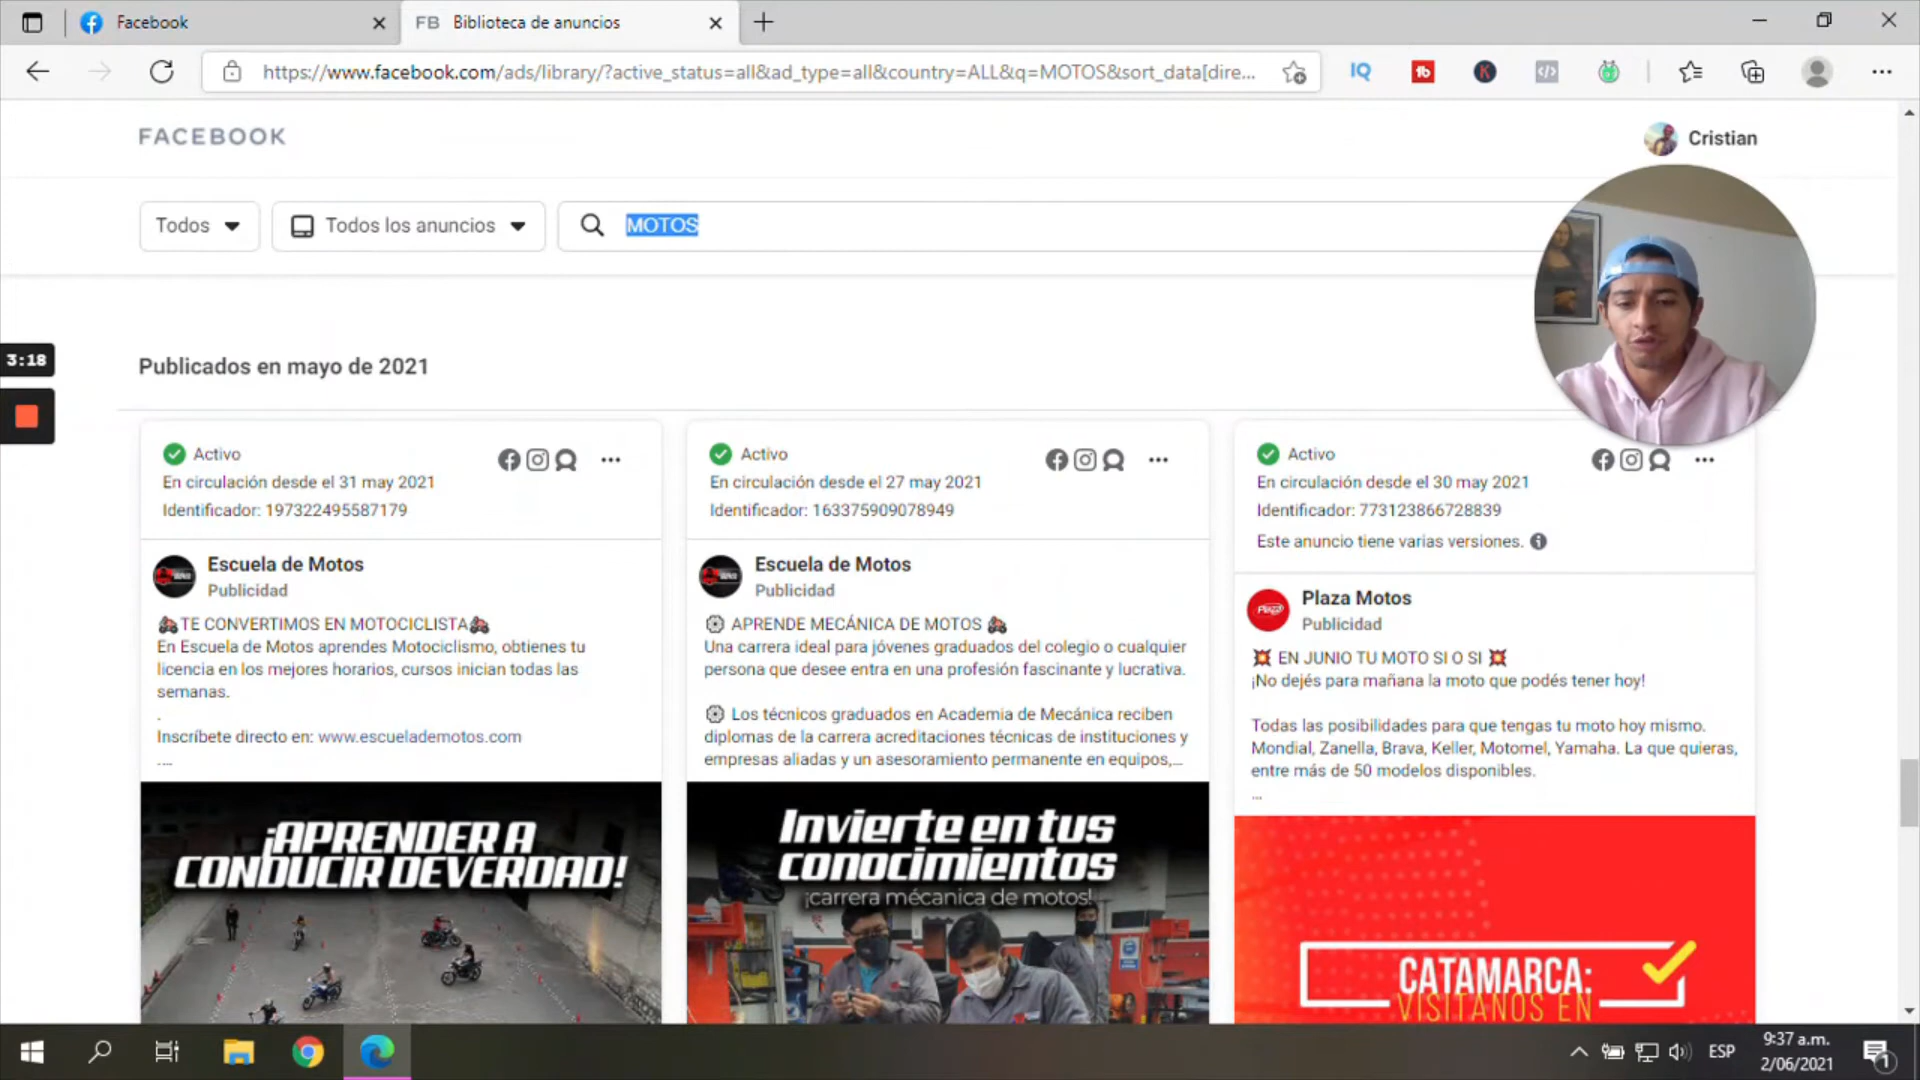 Facebook
FB Biblioteca de anuncios
https://www.facebook.com/ads/library/?active_status=all&ad_type=all&country=ALL&q=MOTOS&sort_data[dire...
IQ
tb
K
FACEBOOK
Cristian
Todos
Todos los anuncios
MOTOS
3:18
Publicados en mayo de 2021
Activo
En circulación desde el 31 may 2021
Identificador: 197322495587179
Escuela de Motos
Publicidad
TE CONVERTIMOS EN MOTOCICLISTA
En Escuela de Motos aprendes Motociclismo, obtienes tu
licencia en los mejores horarios, cursos inician todas las
semanas.
.
Inscríbete directo en: www.escuelademotos.com
....
¡APRENDER A
CONDUCIR DE VERDAD!
Activo
En circulación desde el 27 may 2021
Identificador: 163375909078949
Escuela de Motos
Publicidad
APRENDE MECÁNICA DE MOTOS
Una carrera ideal para jóvenes graduados del colegio o cualquier
persona que desee entra en una profesión fascinante y lucrativa.
Los técnicos graduados en Academia de Mecánica reciben
diplomas de la carrera acreditaciones técnicas de instituciones y
empresas aliadas y un asesoramiento permanente en equipos,...
Invierte en tus
conocimientos
¡carrera mécanica de motos!
Activo
En circulación desde el 30 may 2021
Identificador: 773123866728839
Este anuncio tiene varias versiones.
Plaza
Plaza Motos
Publicidad
EN JUNIO TU MOTO SI O SI
¡No dejés para mañana la moto que podés tener hoy!
Todas las posibilidades para que tengas tu moto hoy mismo.
Mondial, Zanella, Brava, Keller, Motomel, Yamaha. La que quieras,
entre más de 50 modelos disponibles.
...
CATAMARCA:
VISITANOS EN
ESP
9:37 a.m.
2/06/2021
1